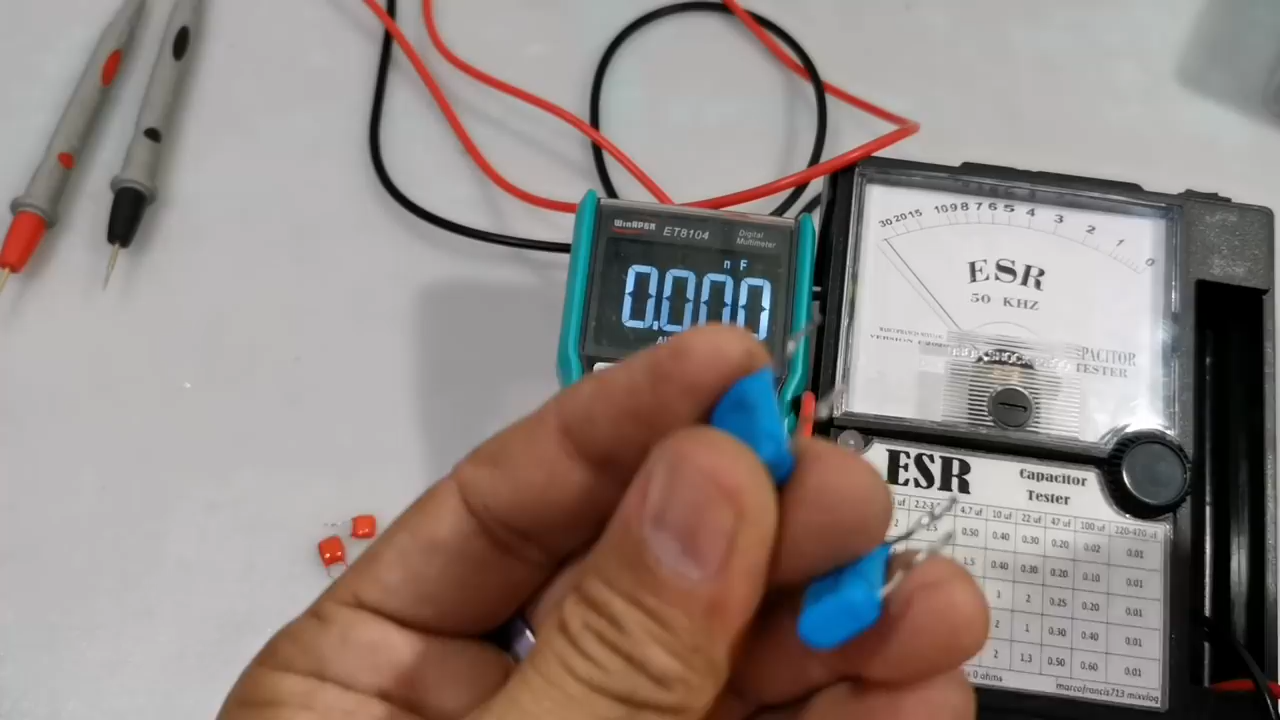 WinAPEX ET8104 Digital
Multimeter
n F
0.000
30 20 15 10 9 8 7 6 5 4 3 2 1 0
ESR
50 KHZ
TESTER
ESR
Capacitor
Tester
4.7 uf 10 uf 22 uf 47 uf 100 uf 220-470 uf
0.50 0.40 0.30 0.20 0.02 0.01
1.5 0.40 0.30 0.20 0.10 0.01
3 2 0.25 0.20 0.01
2 1 0.30 0.40 0.01
2 1.3 0.50 0.60 0.01
0 ohms
marcofrancis713 mixvlog